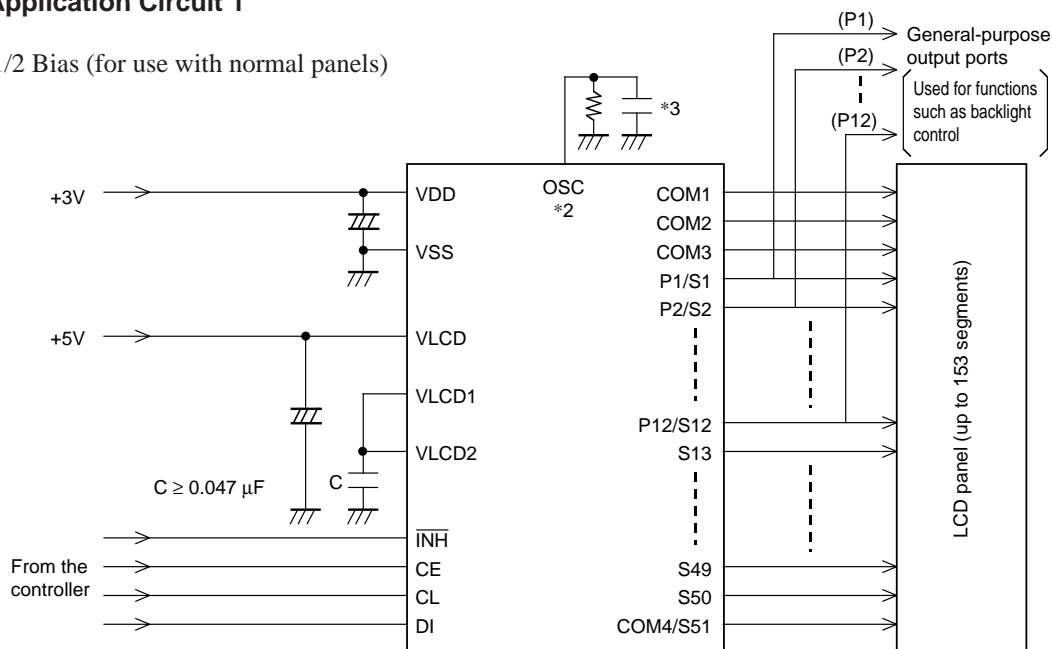 Application Circuit 1
1/2 Bias (for use with normal panels)
(P1)
General-purpose
output ports
(P2)
Used for functions
such as backlight
control
(P12)
*3
+3V
VDD
OSC
*2
COM1
COM2
VSS
COM3
P1/S1
P2/S2
+5V
VLCD
VLCD1
P12/S12
VLCD2
S13
C ≥ 0.047 μF
C
LCD panel (up to 153 segments)
INH
From the
controller
CE
S49
CL
S50
DI
COM4/S51